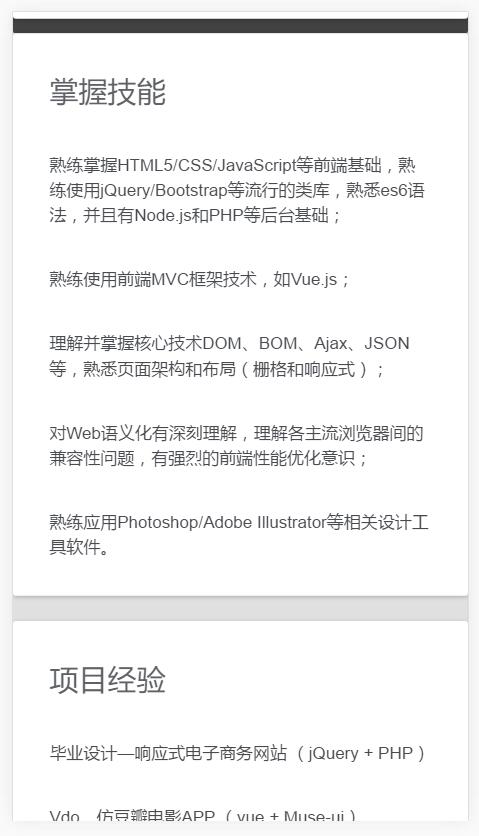 掌握技能
熟练掌握HTML5/CSS/JavaScript等前端基础，熟
练使用jQuery/Bootstrap等流行的类库，熟悉es6语
法，并且有Node.js和PHP等后台基础；
熟练使用前端MVC框架技术，如Vue.js；
理解并掌握核心技术DOM、BOM、Ajax、JSON
等，熟悉页面架构和布局（栅格和响应式）；
对Web语义化有深刻理解，理解各主流浏览器间的
兼容性问题，有强烈的前端性能优化意识；
熟练应用Photoshop/Adobe Illustrator等相关设计工
具软件。
项目经验
毕业设计—响应式电子商务网站 （jQuery + PHP）
Vdo，仿豆瓣电影APP （vue + Muse-ui）